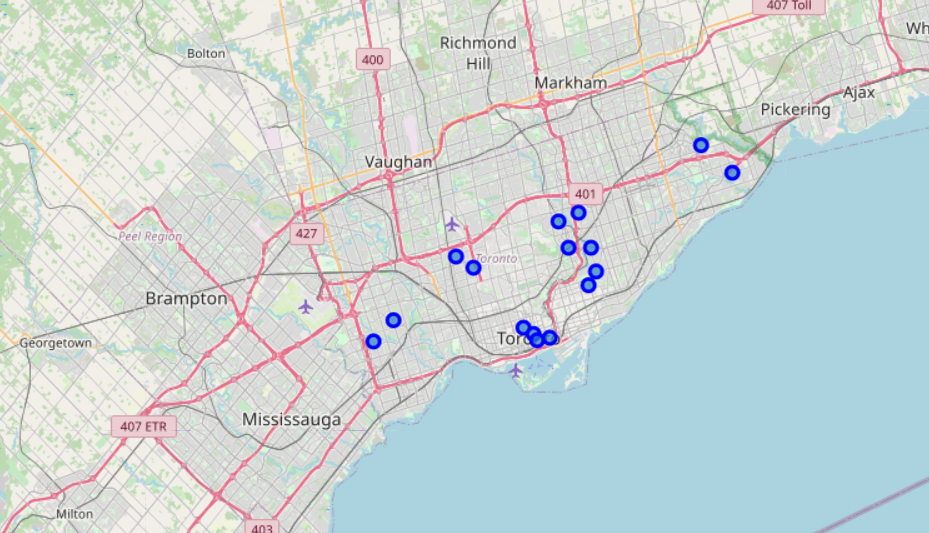 407 Toll
Wh
Bolton
Richmond
Hill
400
Markham
Ajax
Pickering
Vaughan
401
Peel Region
427
Toronto
Brampton
Georgetown
Mississauga
407 ETR
Milton
403